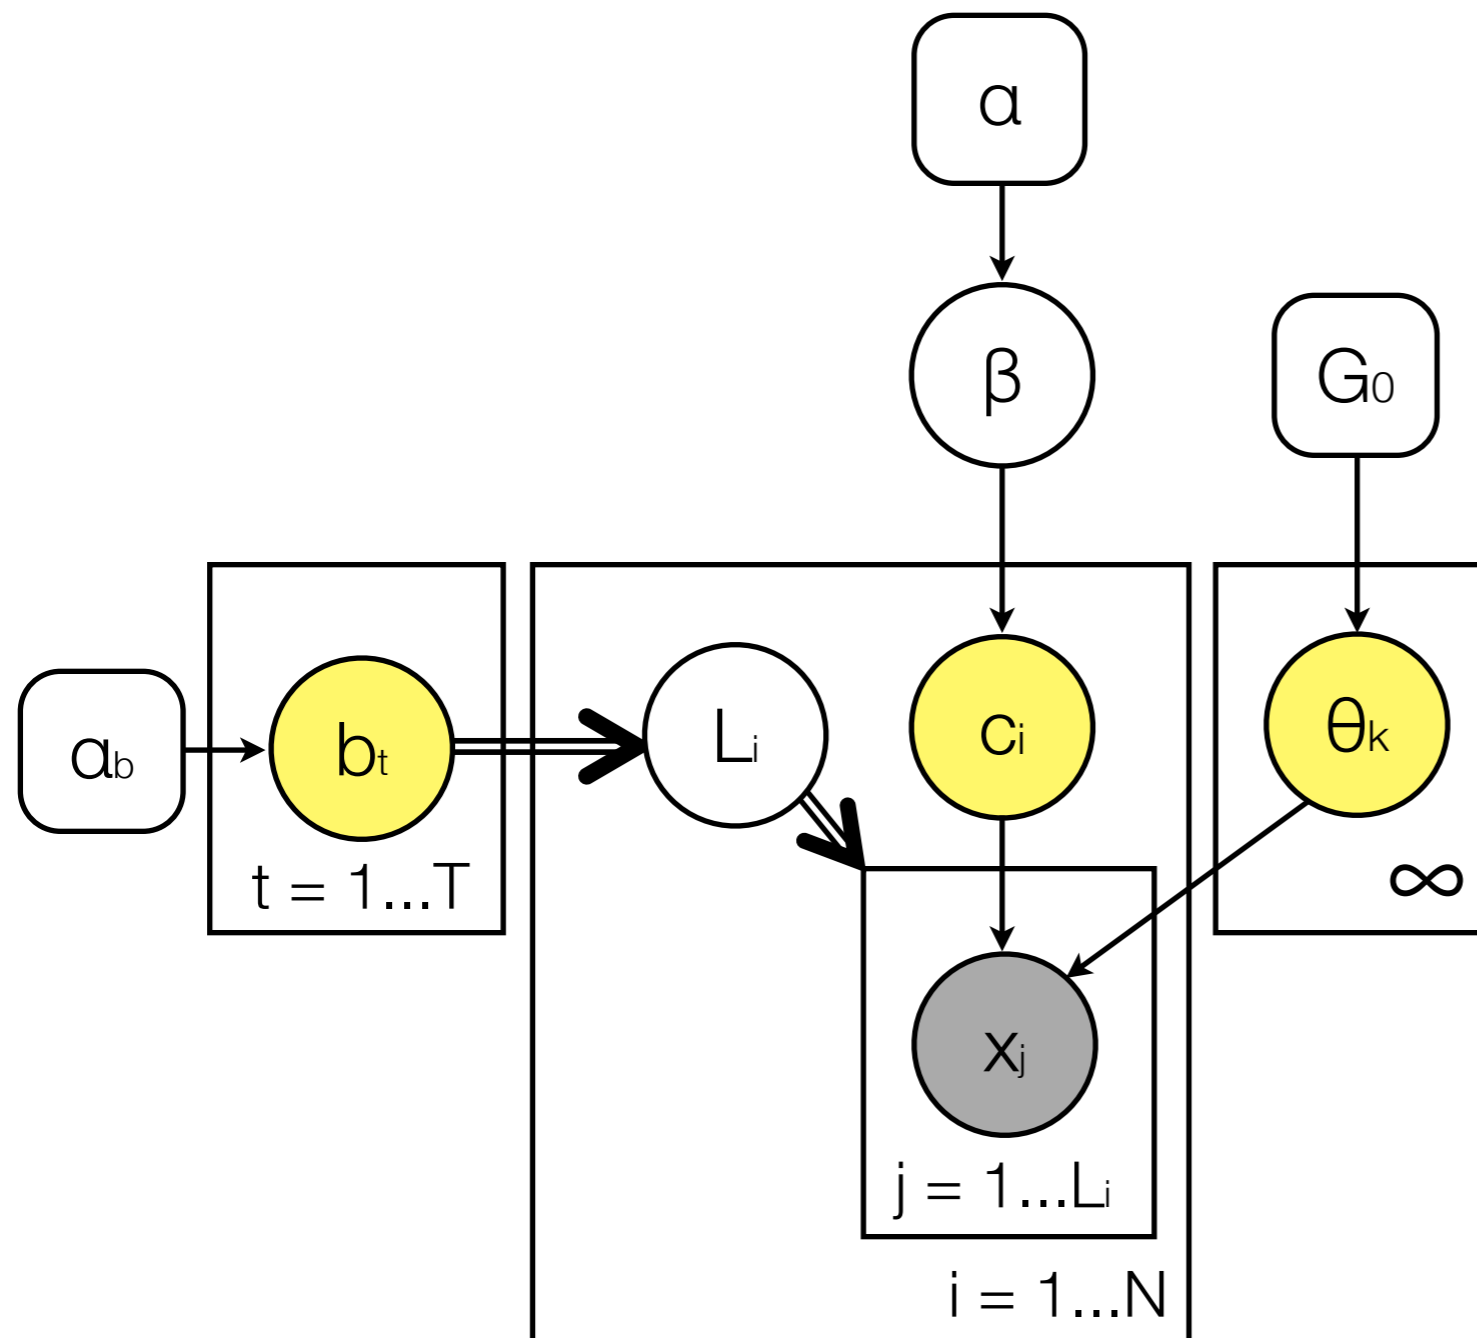 α
β
G₀
αb
bt
Li
ci
θk
t = 1...T
∞
xj
j = 1...Li
i = 1...N